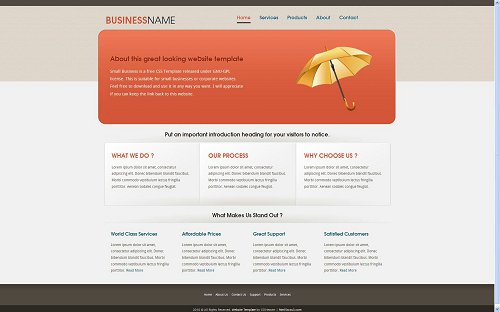 BUSINESSNAME
Home Services Products About Contact
About this great looking website template
Small Business is a free CSS Template released under GNU-GPL
license. This is suitable for small businesses or corporate websites.
Feel free to download and use it in any way you want. I will appreciate
if you can keep the link back to this website.
Put an important introduction heading for your visitors to notice.
WHAT WE DO ?
Lorem ipsum dolor sit amet, consectetur
adipiscing elit. Donec bibendum blandit faucibus.
Morbi commodo vestibulum lectus fringilla
porttitor. Aenean sodales congue feugiat.
OUR PROCESS
Lorem ipsum dolor sit amet, consectetur
adipiscing elit. Donec bibendum blandit faucibus.
Morbi commodo vestibulum lectus fringilla
porttitor. Aenean sodales congue feugiat.
WHY CHOOSE US ?
Lorem ipsum dolor sit amet, consectetur
adipiscing elit. Donec bibendum blandit faucibus.
Morbi commodo vestibulum lectus fringilla
porttitor. Aenean sodales congue feugiat.
What Makes Us Stand Out ?
World Class Services
Lorem ipsum dolor sit amet,
consectetur adipiscing elit. Donec
bibendum blandit faucibus. Morbi
commodo vestibulum lectus fringilla
porttitor. Read More
Affordable Prices
Lorem ipsum dolor sit amet,
consectetur adipiscing elit. Donec
bibendum blandit faucibus. Morbi
commodo vestibulum lectus fringilla
porttitor. Read More
Great Support
Lorem ipsum dolor sit amet,
consectetur adipiscing elit. Donec
bibendum blandit faucibus. Morbi
commodo vestibulum lectus fringilla
porttitor. Read More
Satisfied Customers
Lorem ipsum dolor sit amet,
consectetur adipiscing elit. Donec
bibendum blandit faucibus. Morbi
commodo vestibulum lectus fringilla
porttitor. Read More
Home | About Us | Contact Us | Support | Products | Services
All Rights Reserved. Website Template by